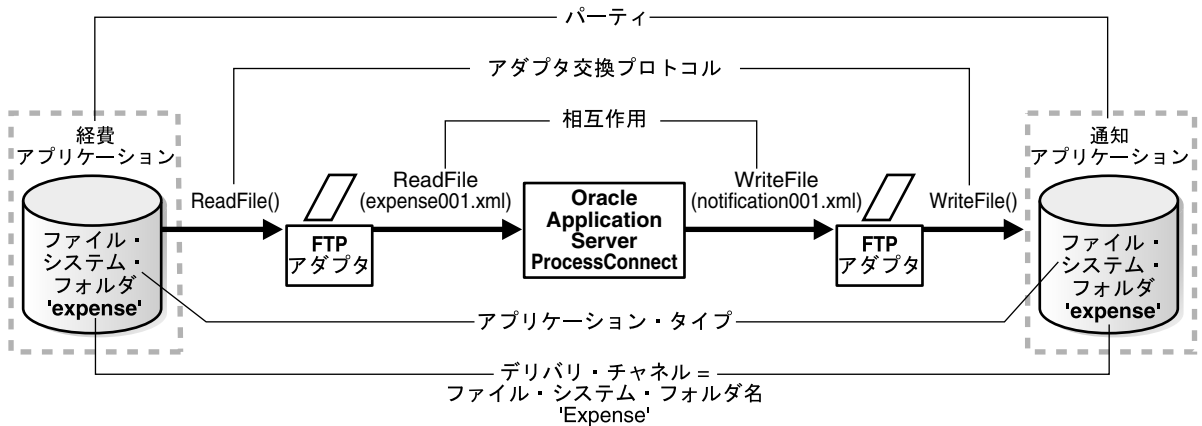 パーティ
アダプタ交換プロトコル
相互作用
経費
アプリケーション
通知
アプリケーション
ReadFile()
ReadFile
(expense001.xml)
Oracle
Application
Server
ProcessConnect
WriteFile
(notification001.xml)
WriteFile()
FTP
アダプタ
FTP
アダプタ
ファイル・
システム・
フォルダ
'expense'
ファイル・
システム・
フォルダ
'expense'
アプリケーション・タイプ
デリバリ・チャネル =
ファイル・システム・フォルダ名
'Expense'